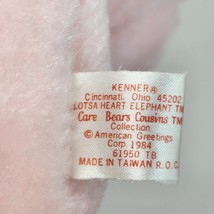 KENNER®
Cincinnati, Ohio 45202
LOTSA HEART ELEPHANT TM
Care Bears Cousins TM
Collection
© American Greetings
Corp. 1984
61950 TB
MADE IN TAIWAN R.O.C.